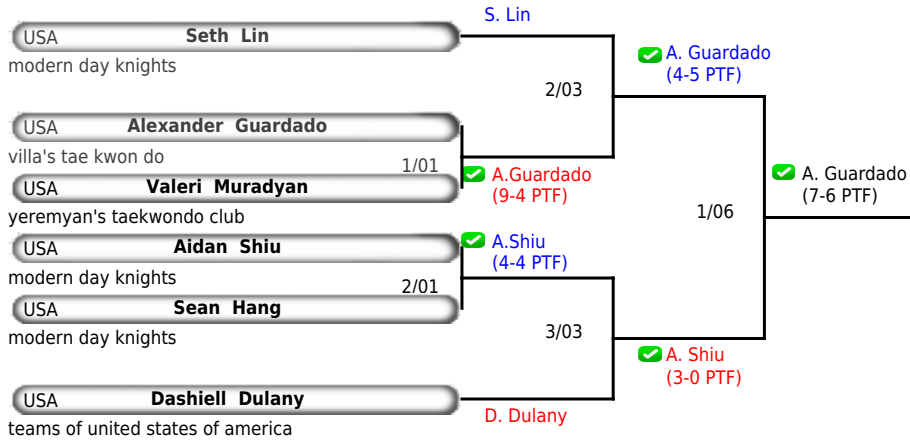 S. Lin
USA Seth Lin
modern day knights
A. Guardado
(4-5 PTF)
2/03
USA Alexander Guardado
villa's tae kwon do
1/01
A.Guardado
(9-4 PTF)
USA Valeri Muradyan
yeremyan's taekwondo club
A. Guardado
(7-6 PTF)
1/06
USA Aidan Shiu
modern day knights
A.Shiu
(4-4 PTF)
2/01
USA Sean Hang
modern day knights
3/03
A. Shiu
(3-0 PTF)
USA Dashiell Dulany
teams of united states of america
D. Dulany